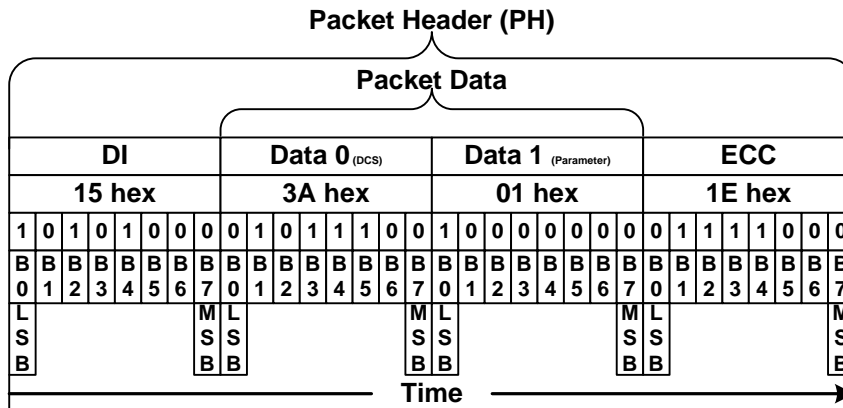 Packet Header (PH)
Packet Data
DI Data 0 (DCS) Data 1 (Parameter) ECC
15 hex 3A hex 01 hex 1E hex
1 0 1 0 1 0 0 0 0 1 0 1 1 1 0 0 1 0 0 0 0 0 0 0 0 1 1 1 1 0 0 0
B B B B B B B B B B B B B B B B B B B B B B B B B B B B B B B B
0 1 2 3 4 5 6 7 0 1 2 3 4 5 6 7 0 1 2 3 4 5 6 7 0 1 2 3 4 5 6 7
L M L M L M L M
S S S S S S S S
B B B B B B B B
Time